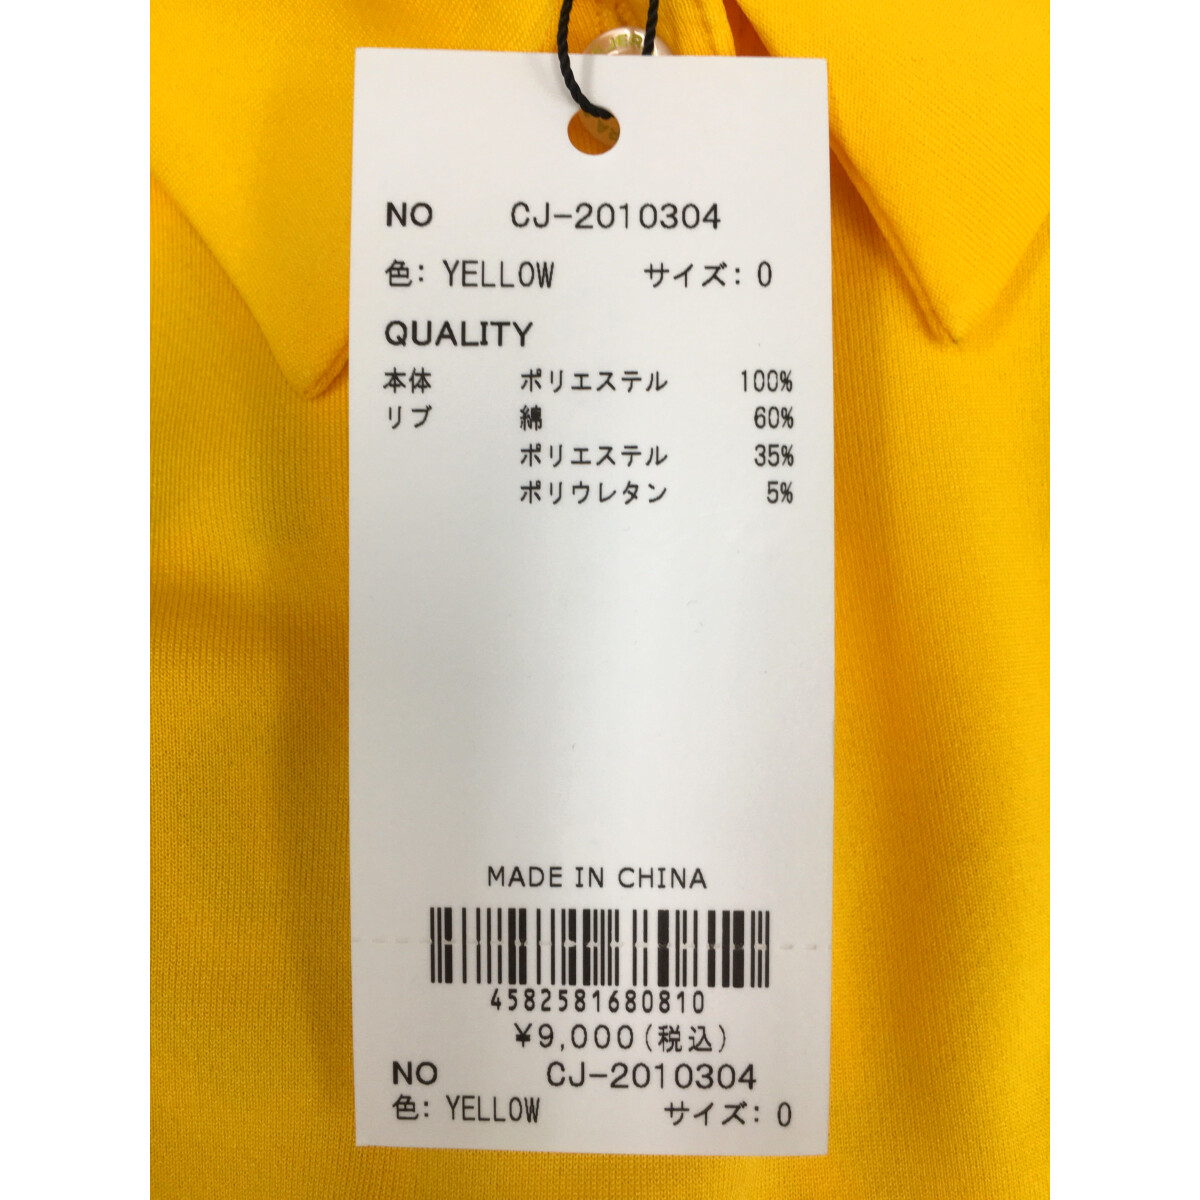 NO CJ-2010304
色: YELLOW サイズ: 0
QUALITY
本体 ポリエステル 100%
リブ 綿 60%
ポリエステル 35%
ポリウレタン 5%
MADE IN CHINA
4582581680810
¥9,000(税込)
NO CJ-2010304
色: YELLOW サイズ: 0